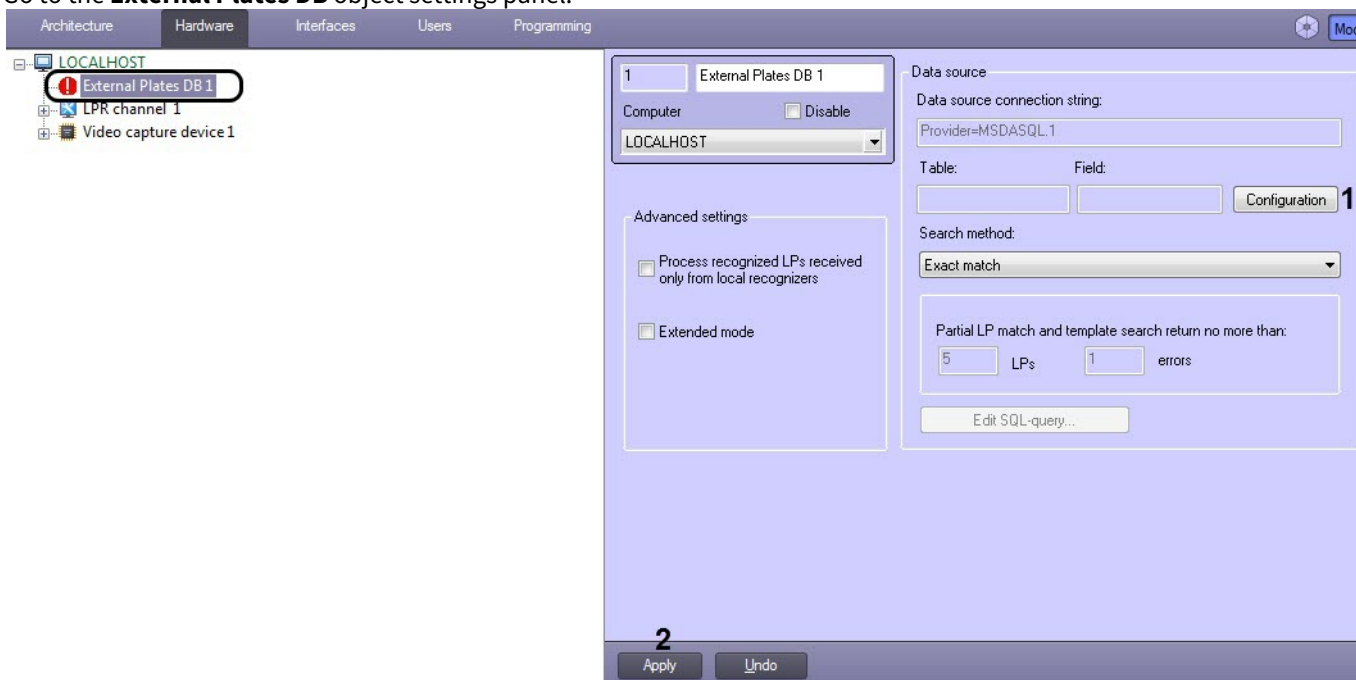 Go to the External Plates DB object settings panel.
Architecture Hardware Interfaces Users Programming
LOCALHOST
External Plates DB 1
LPR channel 1
Video capture device 1
1 External Plates DB 1
Computer Disable
LOCALHOST
Advanced settings
Process recognized LPs received
only from local recognizers
Extended mode
Data source
Data source connection string:
Provider=MSDASQL.1
Table: Field:
Configuration 1
Search method:
Exact match
Partial LP match and template search return no more than:
5 LPs 1 errors
Edit SQL-query...
2
Apply Undo